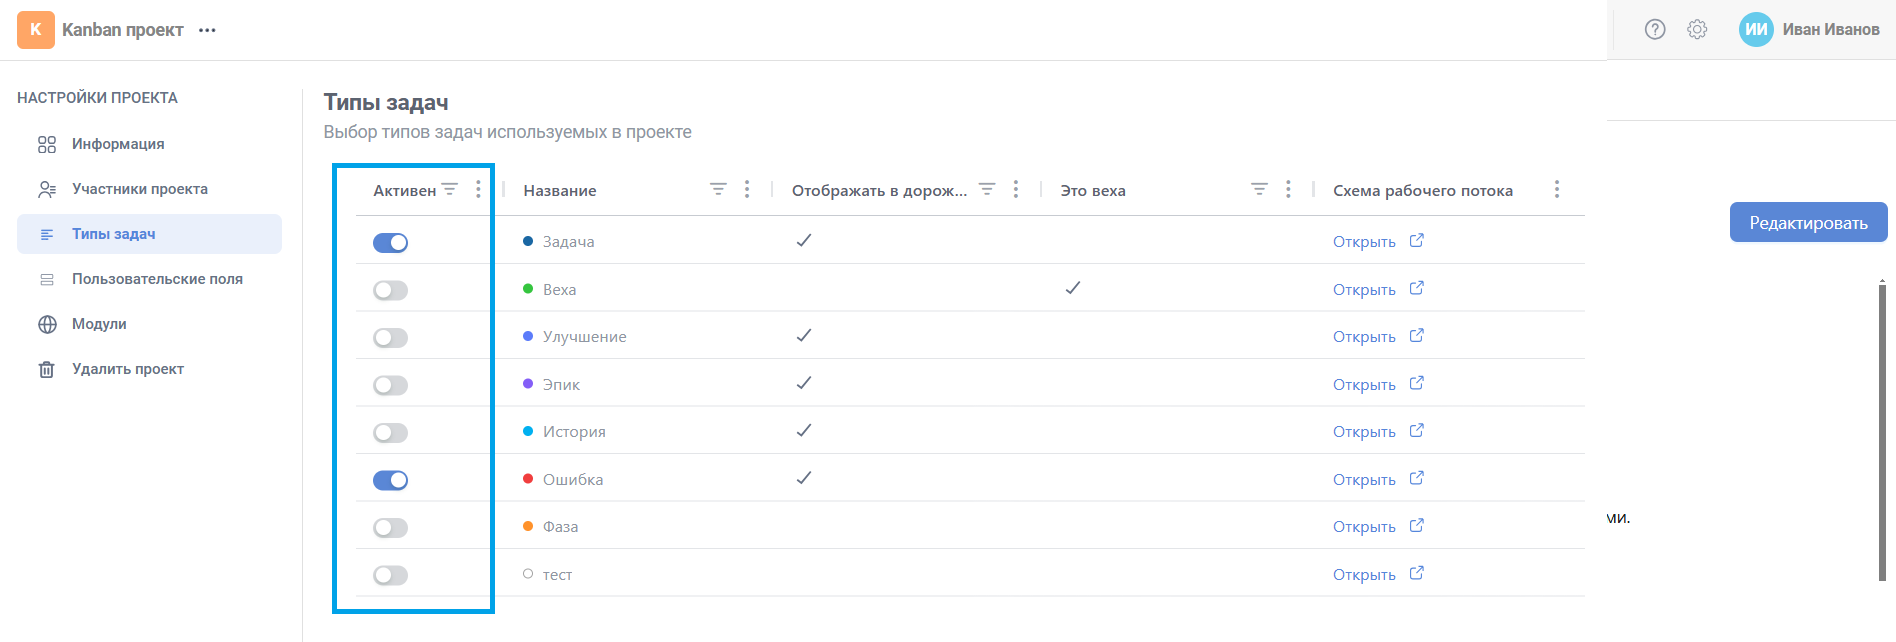 K Kanban проект
ИИ Иван Иванов
НАСТРОЙКИ ПРОЕКТА
Информация
Участники проекта
Типы задач
Пользовательские поля
Модули
Удалить проект
Типы задач
Выбор типов задач используемых в проекте
Активен Название Отображать в дорож... Это веха Схема рабочего потока
Задача Открыть
Веха Открыть
Улучшение Открыть
Эпик Открыть
История Открыть
Ошибка Открыть
Фаза Открыть
тест Открыть
Редактировать
ми.